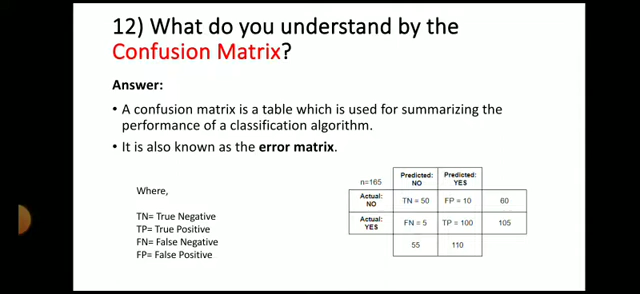 12) What do you understand by the
Confusion Matrix?
Answer:
• A confusion matrix is a table which is used for summarizing the
performance of a classification algorithm.
• It is also known as the error matrix.
Where,
TN= True Negative
TP= True Positive
FN= False Negative
FP= False Positive
n=165 Predicted: NO Predicted: YES
Actual: NO TN = 50 FP = 10 60
Actual: YES FN = 5 TP = 100 105
55 110